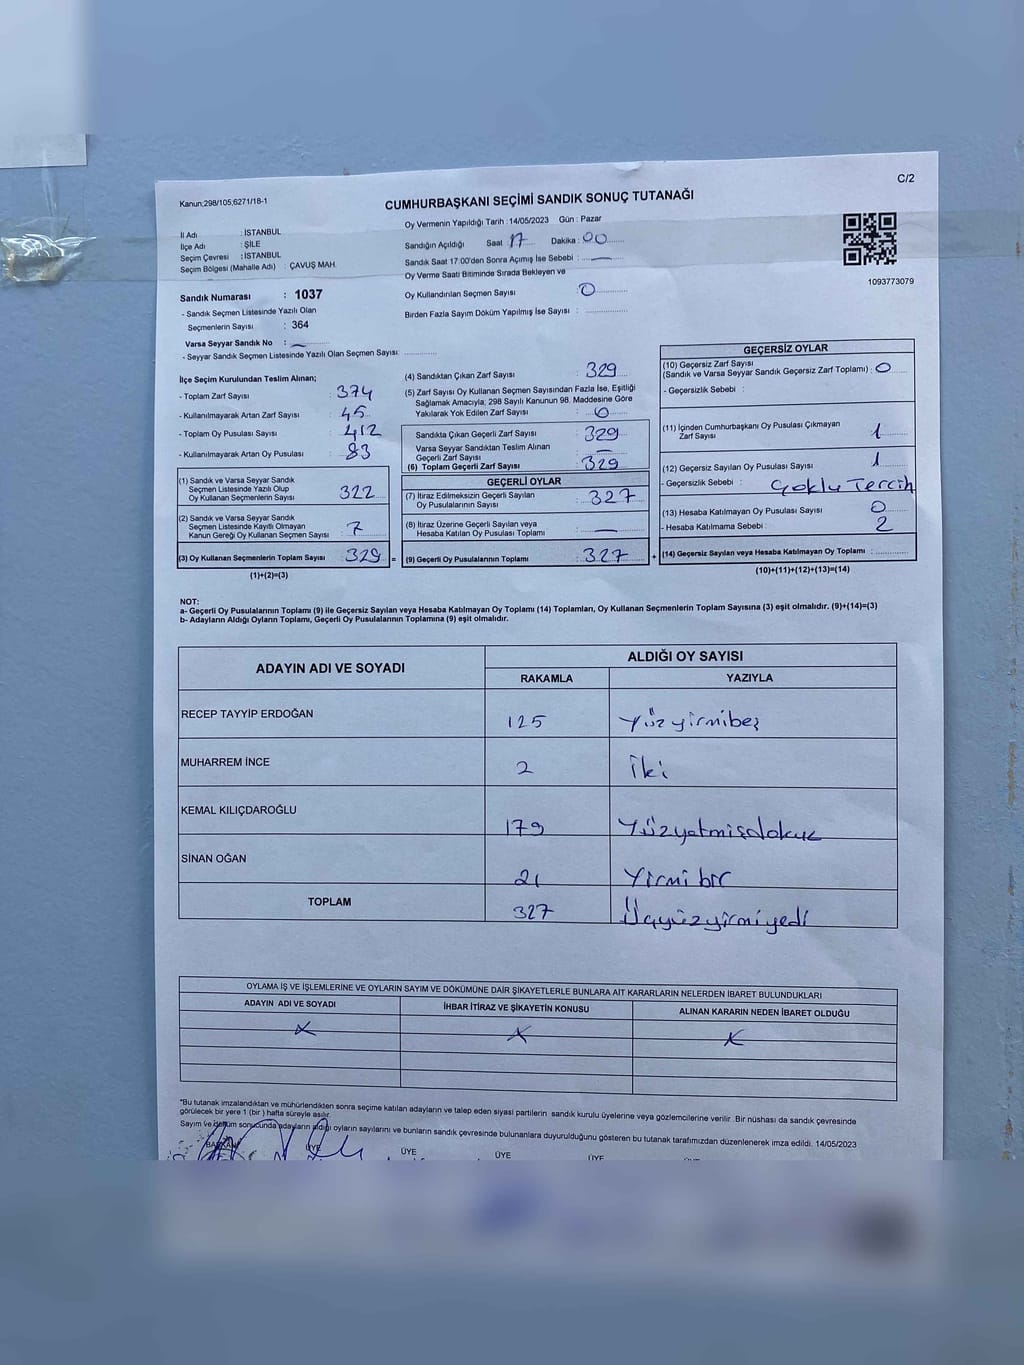 C/2
Kanun;298/105;6271/18-1
CUMHURBAŞKANI SEÇİMİ SANDIK SONUÇ TUTANAĞI
İl Adı : İSTANBUL
İlçe Adı : ŞİLE
Seçim Çevresi : İSTANBUL
Seçim Bölgesi (Mahalle Adı) : ÇAVUŞ MAH.
Oy Vermenin Yapıldığı Tarih : 14/05/2023 Gün : Pazar
Sandığın Açıldığı Saat 17 Dakika : 00
Sandık Saat 17:00'den Sonra Açılmış İse Sebebi : —
Oy Verme Saati Bitiminde Sırada Bekleyen ve
Oy Kullandırılan Seçmen Sayısı : 0
Birden Fazla Sayım Döküm Yapılmış İse Sayısı :
1093773079
Sandık Numarası : 1037
- Sandık Seçmen Listesinde Yazılı Olan
Seçmenlerin Sayısı : 364
Varsa Seyyar Sandık No : —
- Seyyar Sandık Seçmen Listesinde Yazılı Olan Seçmen Sayısı:
İlçe Seçim Kurulundan Teslim Alınan;
- Toplam Zarf Sayısı : 374
- Kullanılmayarak Artan Zarf Sayısı : 45
- Toplam Oy Pusulası Sayısı : 412
- Kullanılmayarak Artan Oy Pusulası : 83
(1) Sandık ve Varsa Seyyar Sandık
Seçmen Listesinde Yazılı Olup
Oy Kullanan Seçmenlerin Sayısı 322
(2) Sandık ve Varsa Seyyar Sandık
Seçmen Listesinde Kayıtlı Olmayan
Kanun Gereği Oy Kullanan Seçmen Sayısı 7
(3) Oy Kullanan Seçmenlerin Toplam Sayısı 329 =
(1)+(2)=(3)
(4) Sandıktan Çıkan Zarf Sayısı : 329
(5) Zarf Sayısı Oy Kullanan Seçmen Sayısından Fazla İse, Eşitliği
Sağlamak Amacıyla, 298 Sayılı Kanunun 98. Maddesine Göre
Yakılarak Yok Edilen Zarf Sayısı : 0
Sandıkta Çıkan Geçerli Zarf Sayısı : 329
Varsa Seyyar Sandıktan Teslim Alınan
Geçerli Zarf Sayısı : —
(6) Toplam Geçerli Zarf Sayısı : 329
GEÇERLİ OYLAR
(7) İtiraz Edilmeksizin Geçerli Sayılan
Oy Pusulalarının Sayısı : 327
(8) İtiraz Üzerine Geçerli Sayılan veya
Hesaba Katılan Oy Pusulası Toplamı : —
(9) Geçerli Oy Pusulalarının Toplamı : 327 +
GEÇERSİZ OYLAR
(10) Geçersiz Zarf Sayısı
(Sandık ve Varsa Seyyar Sandık Geçersiz Zarf Toplamı) : 0
- Geçersizlik Sebebi :
(11) İçinden Cumhurbaşkanı Oy Pusulası Çıkmayan
Zarf Sayısı 1
(12) Geçersiz Sayılan Oy Pusulası Sayısı 1
- Geçersizlik Sebebi : Çoklu Tercih
(13) Hesaba Katılmayan Oy Pusulası Sayısı 0
- Hesaba Katılmama Sebebi : 2
(14) Geçersiz Sayılan veya Hesaba Katılmayan Oy Toplamı :
(10)+(11)+(12)+(13)=(14)
NOT:
a- Geçerli Oy Pusulalarının Toplamı (9) ile Geçersiz Sayılan veya Hesaba Katılmayan Oy Toplamı (14) Toplamları, Oy Kullanan Seçmenlerin Toplam Sayısına (3) eşit olmalıdır. (9)+(14)=(3)
b- Adayların Aldığı Oyların Toplamı, Geçerli Oy Pusulalarının Toplamına (9) eşit olmalıdır.
ADAYIN ADI VE SOYADI ALDIĞI OY SAYISI
RAKAMLA YAZIYLA
RECEP TAYYİP ERDOĞAN 125 Yüzyirmibeş
MUHARREM İNCE 2 İki
KEMAL KILIÇDAROĞLU 179 Yüzyetmişdokuz
SİNAN OĞAN 21 Yirmi bir
TOPLAM 327 Üçyüzyirmiyedi
OYLAMA İŞ VE İŞLEMLERİNE VE OYLARIN SAYIM VE DÖKÜMÜNE DAİR ŞİKAYETLERLE BUNLARA AİT KARARLARIN NELERDEN İBARET BULUNDUKLARI
ADAYIN ADI VE SOYADI İHBAR İTİRAZ VE ŞİKAYETİN KONUSU ALINAN KARARIN NEDEN İBARET OLDUĞU
X X X
*Bu tutanak imzalandıktan ve mühürlendikten sonra seçime katılan adayların ve talep eden siyasi partilerin sandık kurulu üyelerine veya gözlemcilerine verilir. Bir nüshası da sandık çevresinde
görülecek bir yere 1 (bir ) hafta süreyle asılır.
Sayım ve döküm sonucunda adayların aldığı oyların sayılarını ve bunların sandık çevresinde bulunanlara duyurulduğunu gösteren bu tutanak tarafımızdan düzenlenerek imza edildi. 14/05/2023
BAŞKAN ÜYE ÜYE ÜYE ÜYE